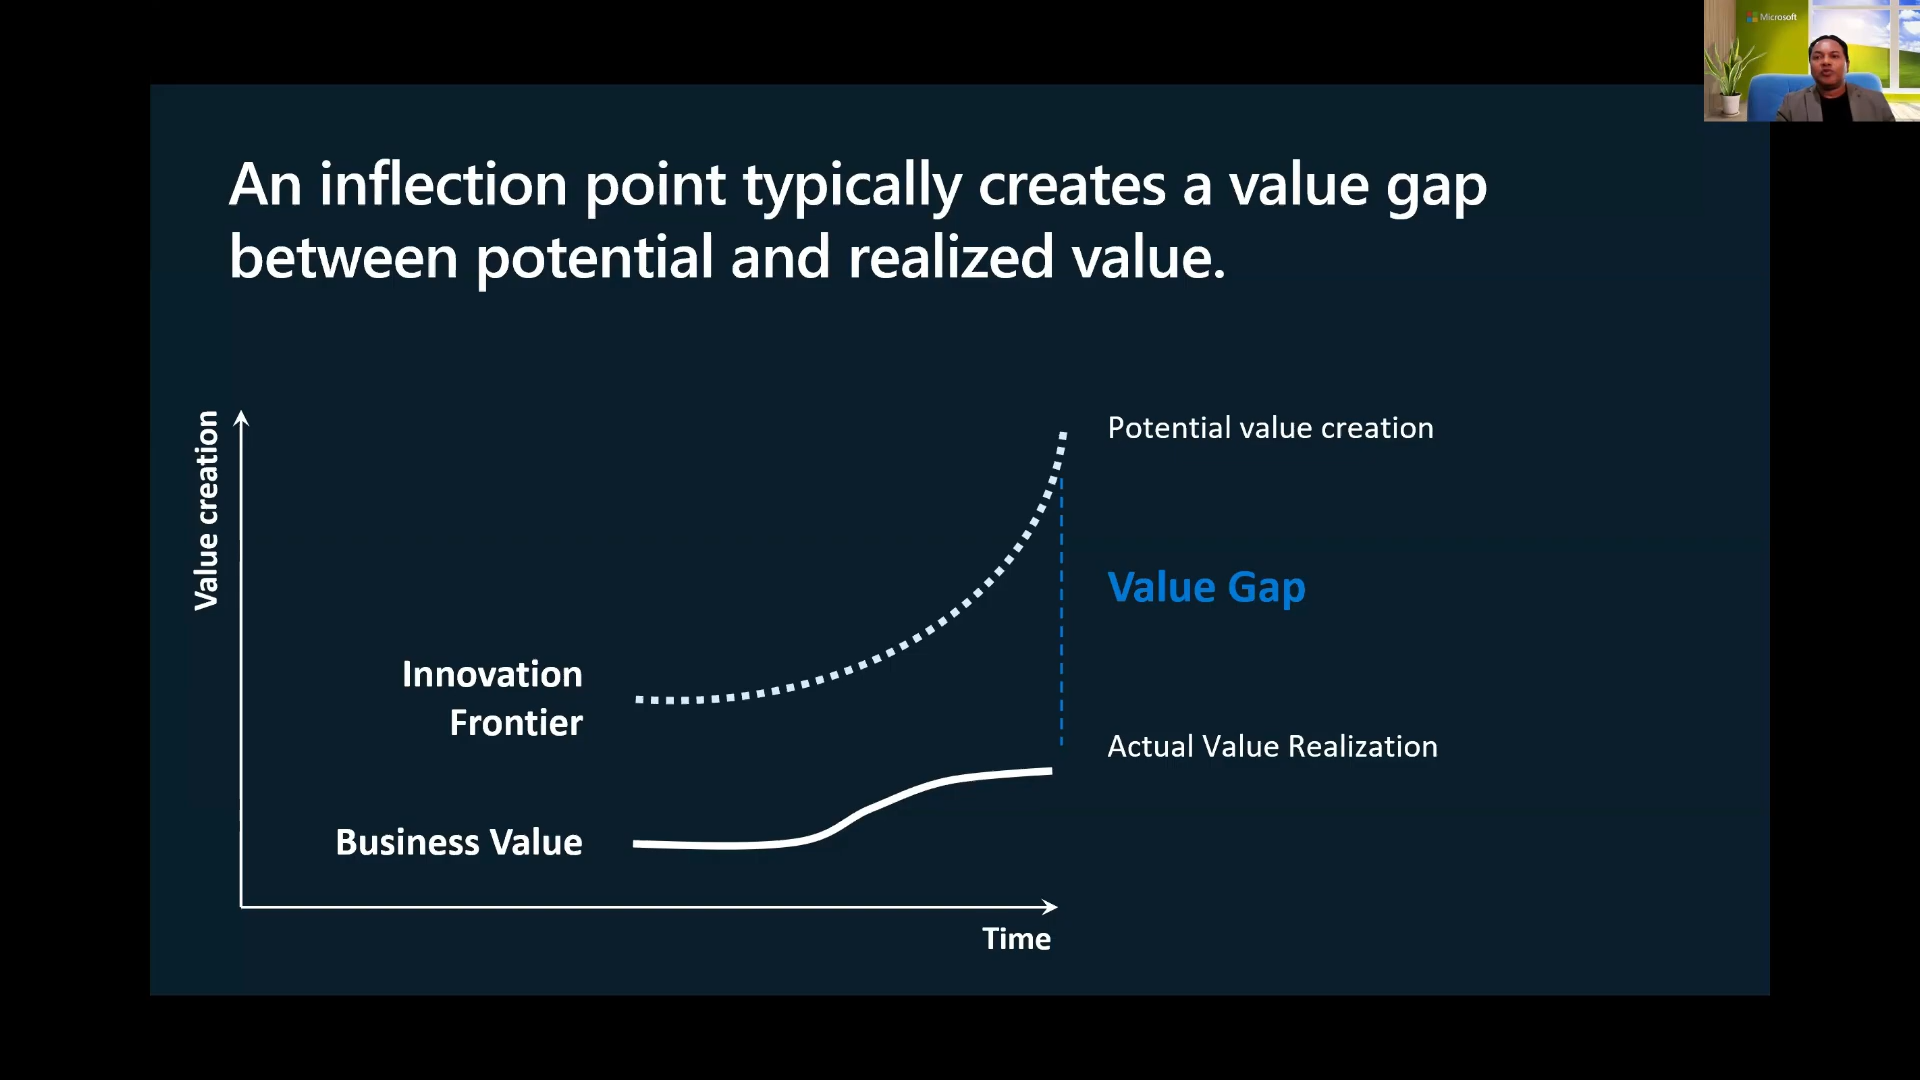 Microsoft
An inflection point typically creates a value gap
between potential and realized value.
Value creation
Potential value creation
Value Gap
Innovation
Frontier
Actual Value Realization
Business Value
Time